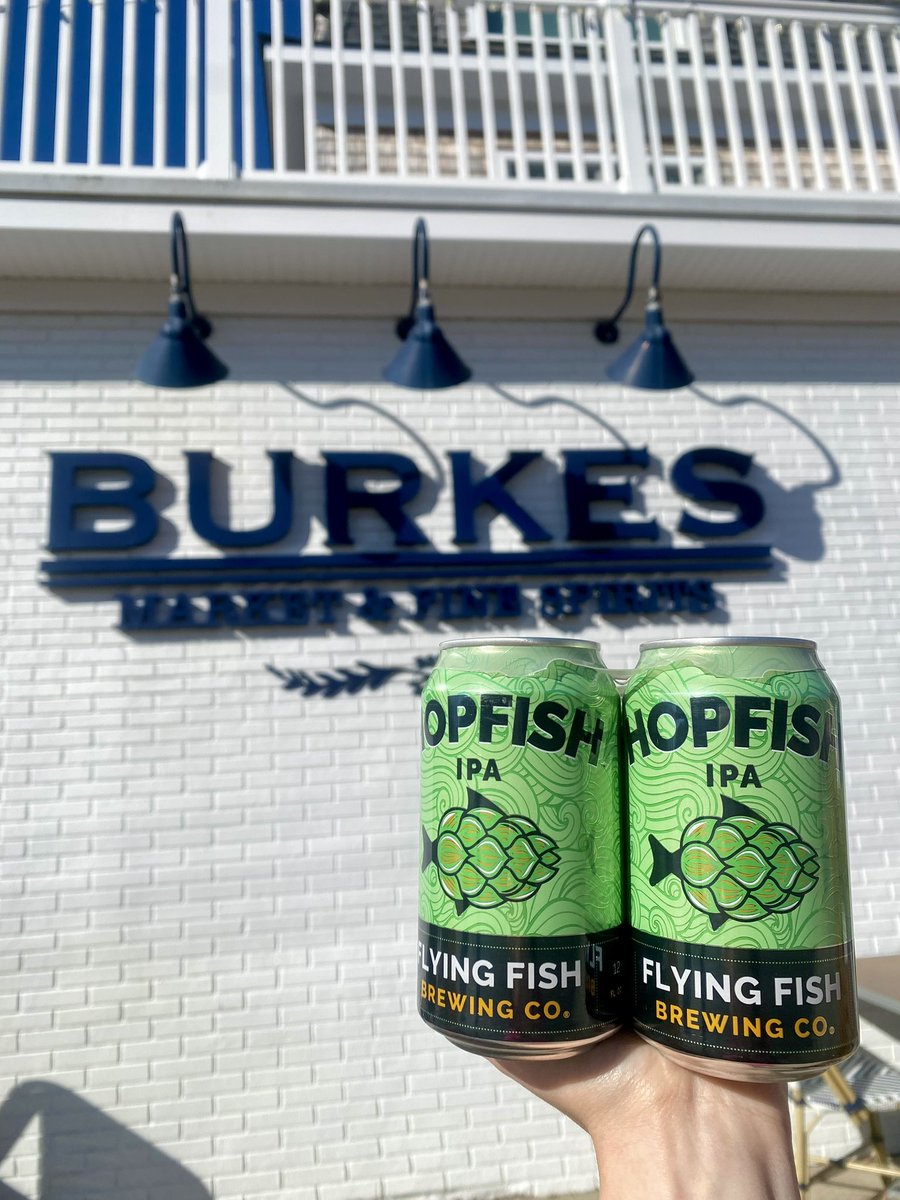 BURKES
MARKET & FINE SPIRITS
HOPFISH
IPA
FLYING FISH
BREWING CO.
HOPFISH
IPA
FLYING FISH
BREWING CO.